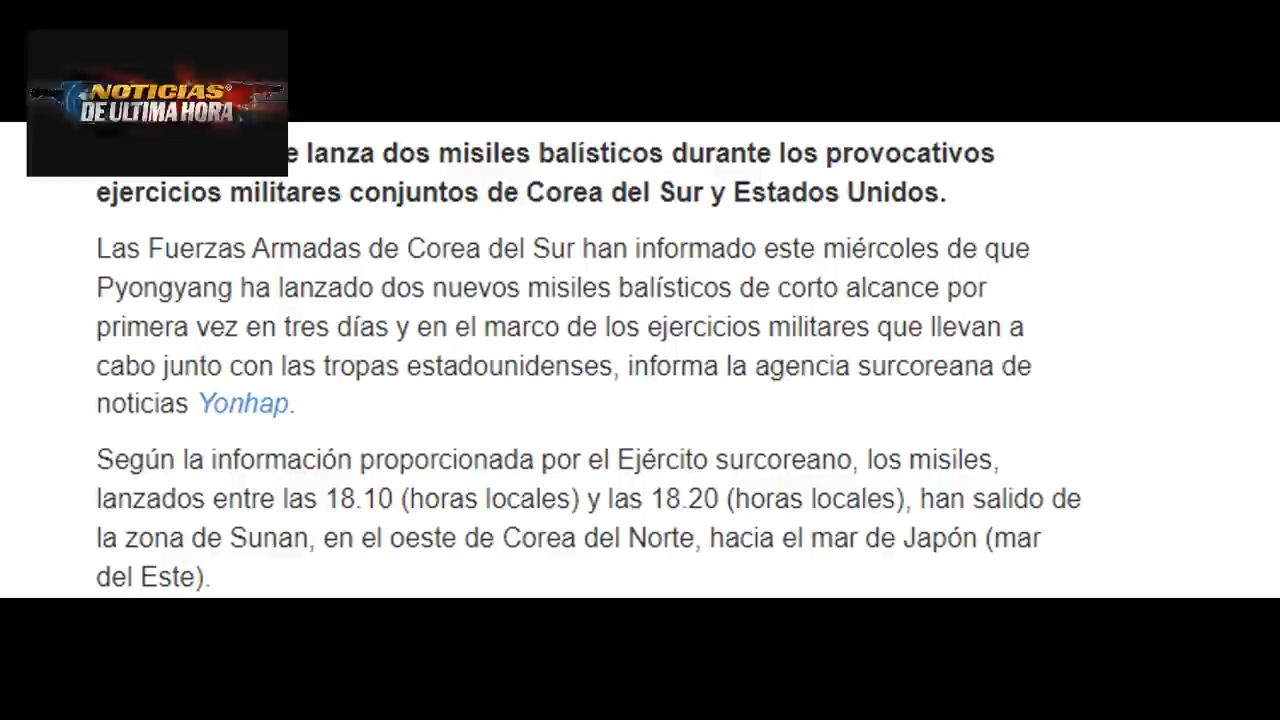 NOTICIAS
DE ULTIMA HORA
e lanza dos misiles balísticos durante los provocativos
ejercicios militares conjuntos de Corea del Sur y Estados Unidos.
Las Fuerzas Armadas de Corea del Sur han informado este miércoles de que
Pyongyang ha lanzado dos nuevos misiles balísticos de corto alcance por
primera vez en tres días y en el marco de los ejercicios militares que llevan a
cabo junto con las tropas estadounidenses, informa la agencia surcoreana de
noticias Yonhap.
Según la información proporcionada por el Ejército surcoreano, los misiles,
lanzados entre las 18.10 (horas locales) y las 18.20 (horas locales), han salido de
la zona de Sunan, en el oeste de Corea del Norte, hacia el mar de Japón (mar
del Este).